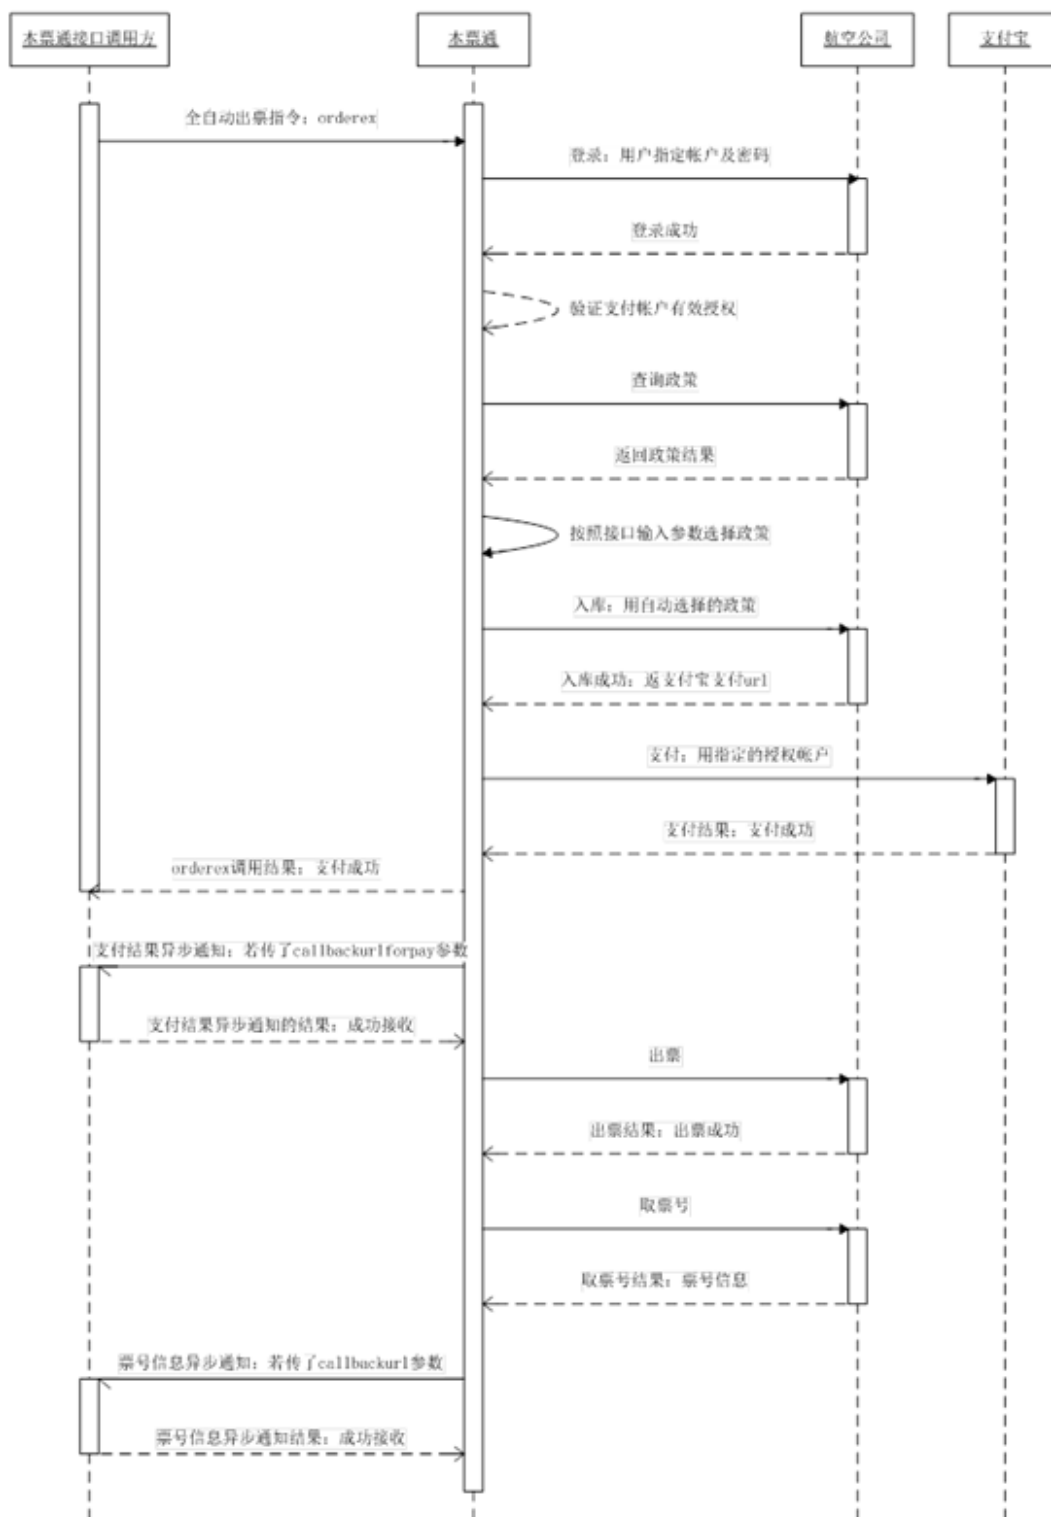 本票通接口调用方
本票通
航空公司
支付宝
全自动出票指令：orderex
登录：用户指定帐户及密码
登录成功
验证支付帐户有效授权
查询政策
返回政策结果
按照接口输入参数选择政策
入库：用自动选择的政策
入库成功：返支付宝支付url
支付：用指定的授权帐户
支付结果：支付成功
orderex调用结果：支付成功
支付结果异步通知：若传了callbackurlforpay参数
支付结果异步通知的结果：成功接收
出票
出票结果：出票成功
取票号
取票号结果：票号信息
票号信息异步通知：若传了callbackurl参数
票号信息异步通知结果：成功接收